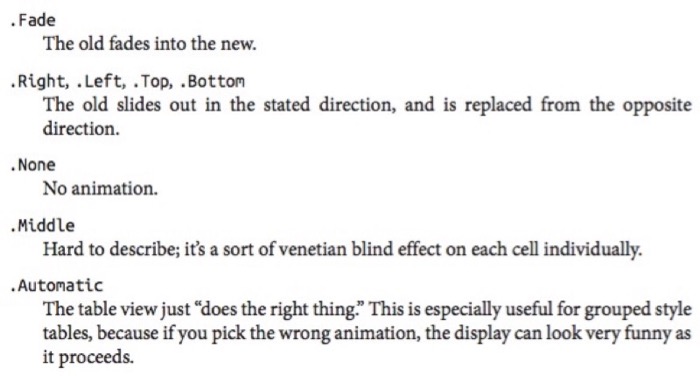 .Fade
The old fades into the new.
.Right, .Left, .Top, .Bottom
The old slides out in the stated direction, and is replaced from the opposite
direction.
.None
No animation.
.Middle
Hard to describe; it's a sort of venetian blind effect on each cell individually.
.Automatic
The table view just “does the right thing.” This is especially useful for grouped style
tables, because if you pick the wrong animation, the display can look very funny as
it proceeds.